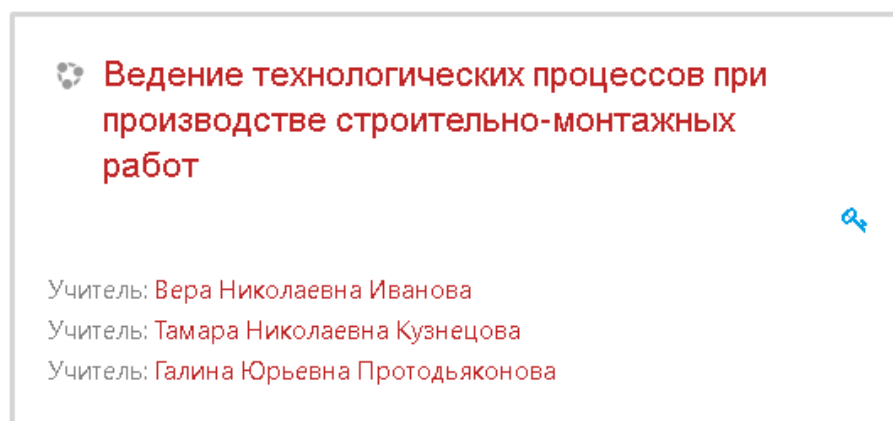 Ведение технологических процессов при
производстве строительно-монтажных
работ
Учитель: Вера Николаевна Иванова
Учитель: Тамара Николаевна Кузнецова
Учитель: Галина Юрьевна Протодьяконова